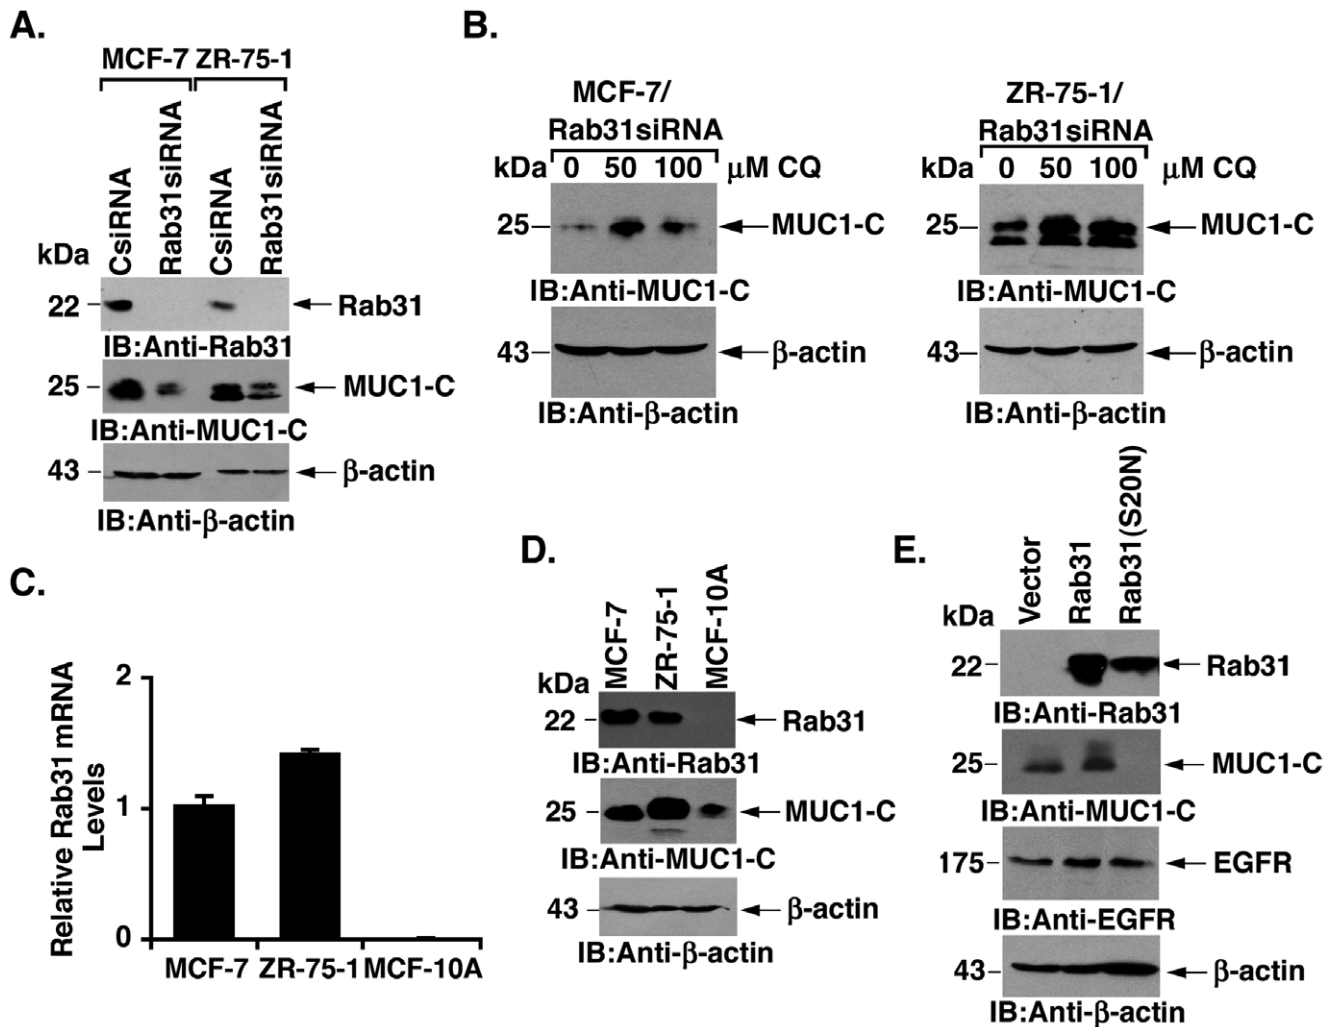 A.
MCF-7 ZR-75-1
CsiRNA
Rab31siRNA
CsiRNA
Rab31siRNA
kDa
22 Rab31
IB:Anti-Rab31
25 MUC1-C
IB:Anti-MUC1-C
43 β-actin
IB:Anti-β-actin
B.
MCF-7/
Rab31siRNA
kDa 0 50 100 μM CQ
25 MUC1-C
IB:Anti-MUC1-C
43 β-actin
IB:Anti-β-actin
ZR-75-1/
Rab31siRNA
kDa 0 50 100 μM CQ
25 MUC1-C
IB:Anti-MUC1-C
43 β-actin
IB:Anti-β-actin
C.
Relative Rab31 mRNA
Levels
2
1
0
MCF-7 ZR-75-1 MCF-10A
D.
MCF-7
ZR-75-1
MCF-10A
kDa
22 Rab31
IB:Anti-Rab31
25 MUC1-C
IB:Anti-MUC1-C
43 β-actin
IB:Anti-β-actin
E.
Vector
Rab31
Rab31(S20N)
kDa
22 Rab31
IB:Anti-Rab31
25 MUC1-C
IB:Anti-MUC1-C
175 EGFR
IB:Anti-EGFR
43 β-actin
IB:Anti-β-actin